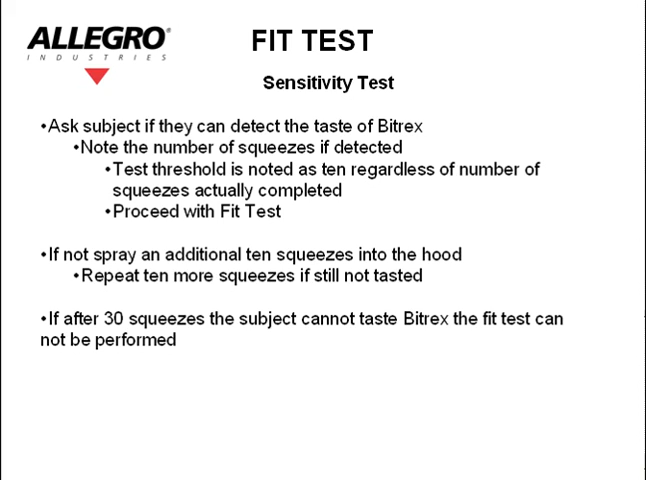 ALLEGRO®
INDUSTRIES
FIT TEST
Sensitivity Test
•Ask subject if they can detect the taste of Bitrex
•Note the number of squeezes if detected
•Test threshold is noted as ten regardless of number of
squeezes actually completed
•Proceed with Fit Test
•If not spray an additional ten squeezes into the hood
•Repeat ten more squeezes if still not tasted
•If after 30 squeezes the subject cannot taste Bitrex the fit test can
not be performed